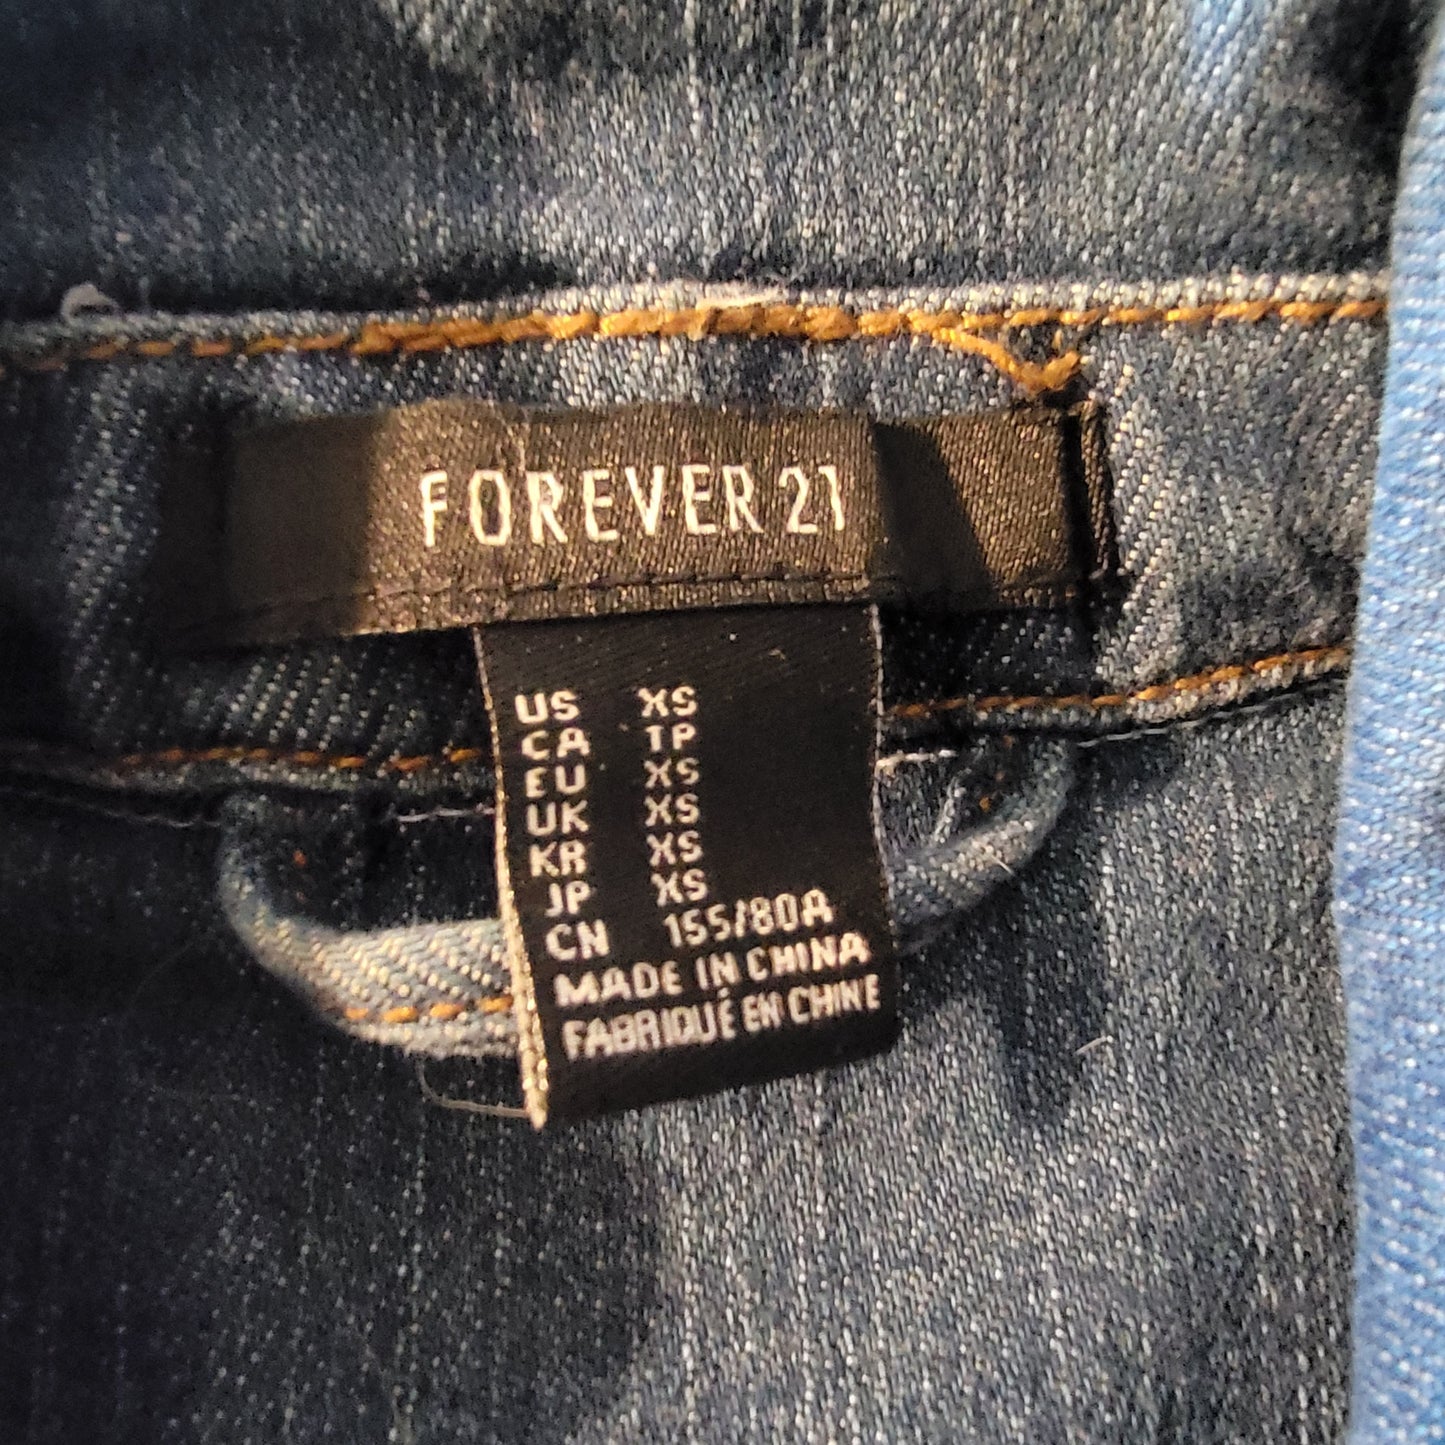 FOREVER 21
US XS
CA TP
EU XS
UK XS
KR XS
JP XS
CN 155/80A
MADE IN CHINA
FABRIQUÉ EN CHINE